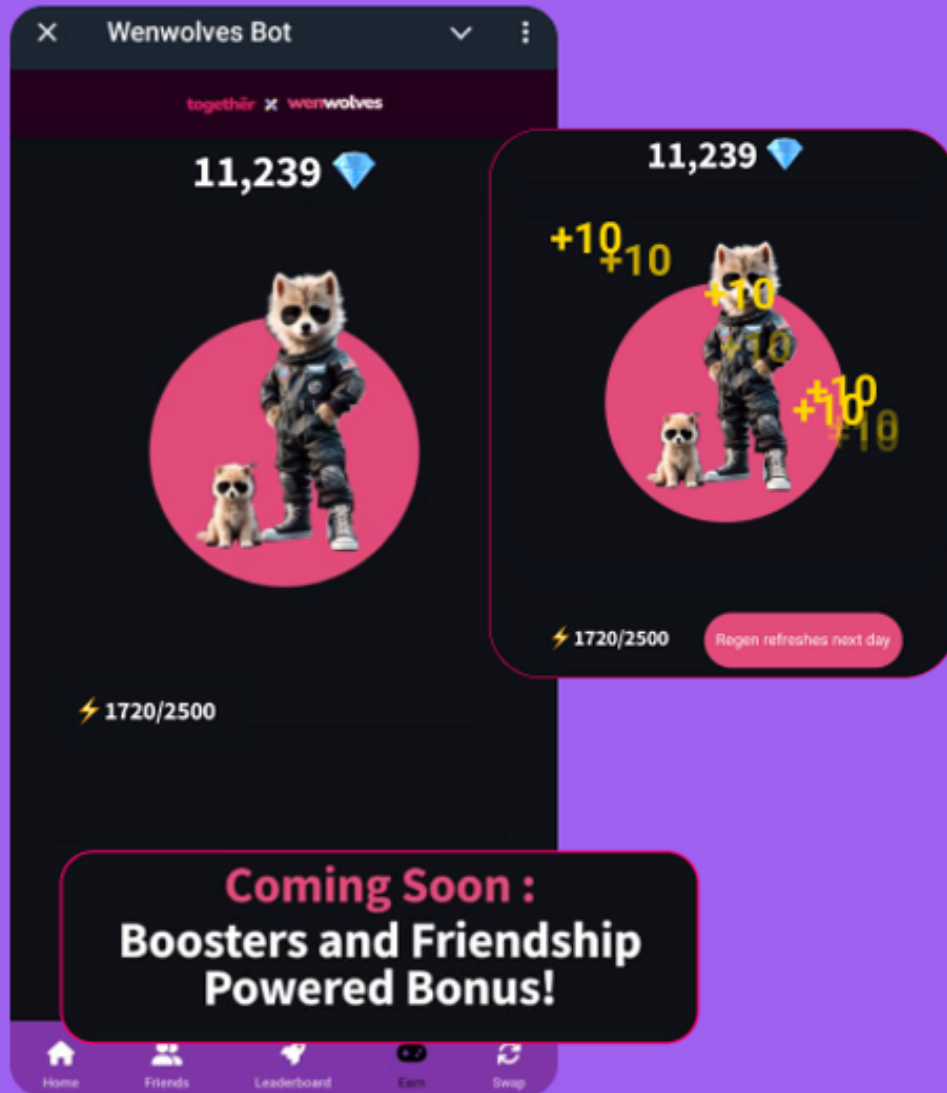 Wenwolves Bot
togethēr x wenwolves
11,239
1720/2500
11,239
+10
+10
+10
+10
+10
+10
+10
1720/2500
Regen refreshes next day
Coming Soon :
Boosters and Friendship
Powered Bonus!
Home Friends Leaderboard Earn Swap